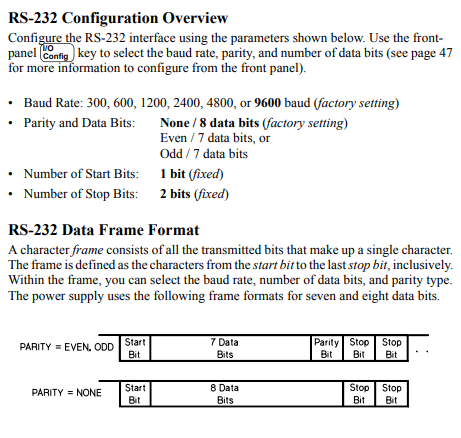 RS-232 Configuration Overview
Configure the RS-232 interface using the parameters shown below. Use the front-
panel I/O Config key to select the baud rate, parity, and number of data bits (see page 47
for more information to configure from the front panel).
• Baud Rate: 300, 600, 1200, 2400, 4800, or 9600 baud (factory setting)
• Parity and Data Bits: None / 8 data bits (factory setting)
Even / 7 data bits, or
Odd / 7 data bits
• Number of Start Bits: 1 bit (fixed)
• Number of Stop Bits: 2 bits (fixed)
RS-232 Data Frame Format
A character frame consists of all the transmitted bits that make up a single character.
The frame is defined as the characters from the start bit to the last stop bit, inclusively.
Within the frame, you can select the baud rate, number of data bits, and parity type.
The power supply uses the following frame formats for seven and eight data bits.
PARITY = EVEN, ODD Start Bit 7 Data Bits Parity Bit Stop Bit Stop Bit . .
PARITY = NONE Start Bit 8 Data Bits Stop Bit Stop Bit